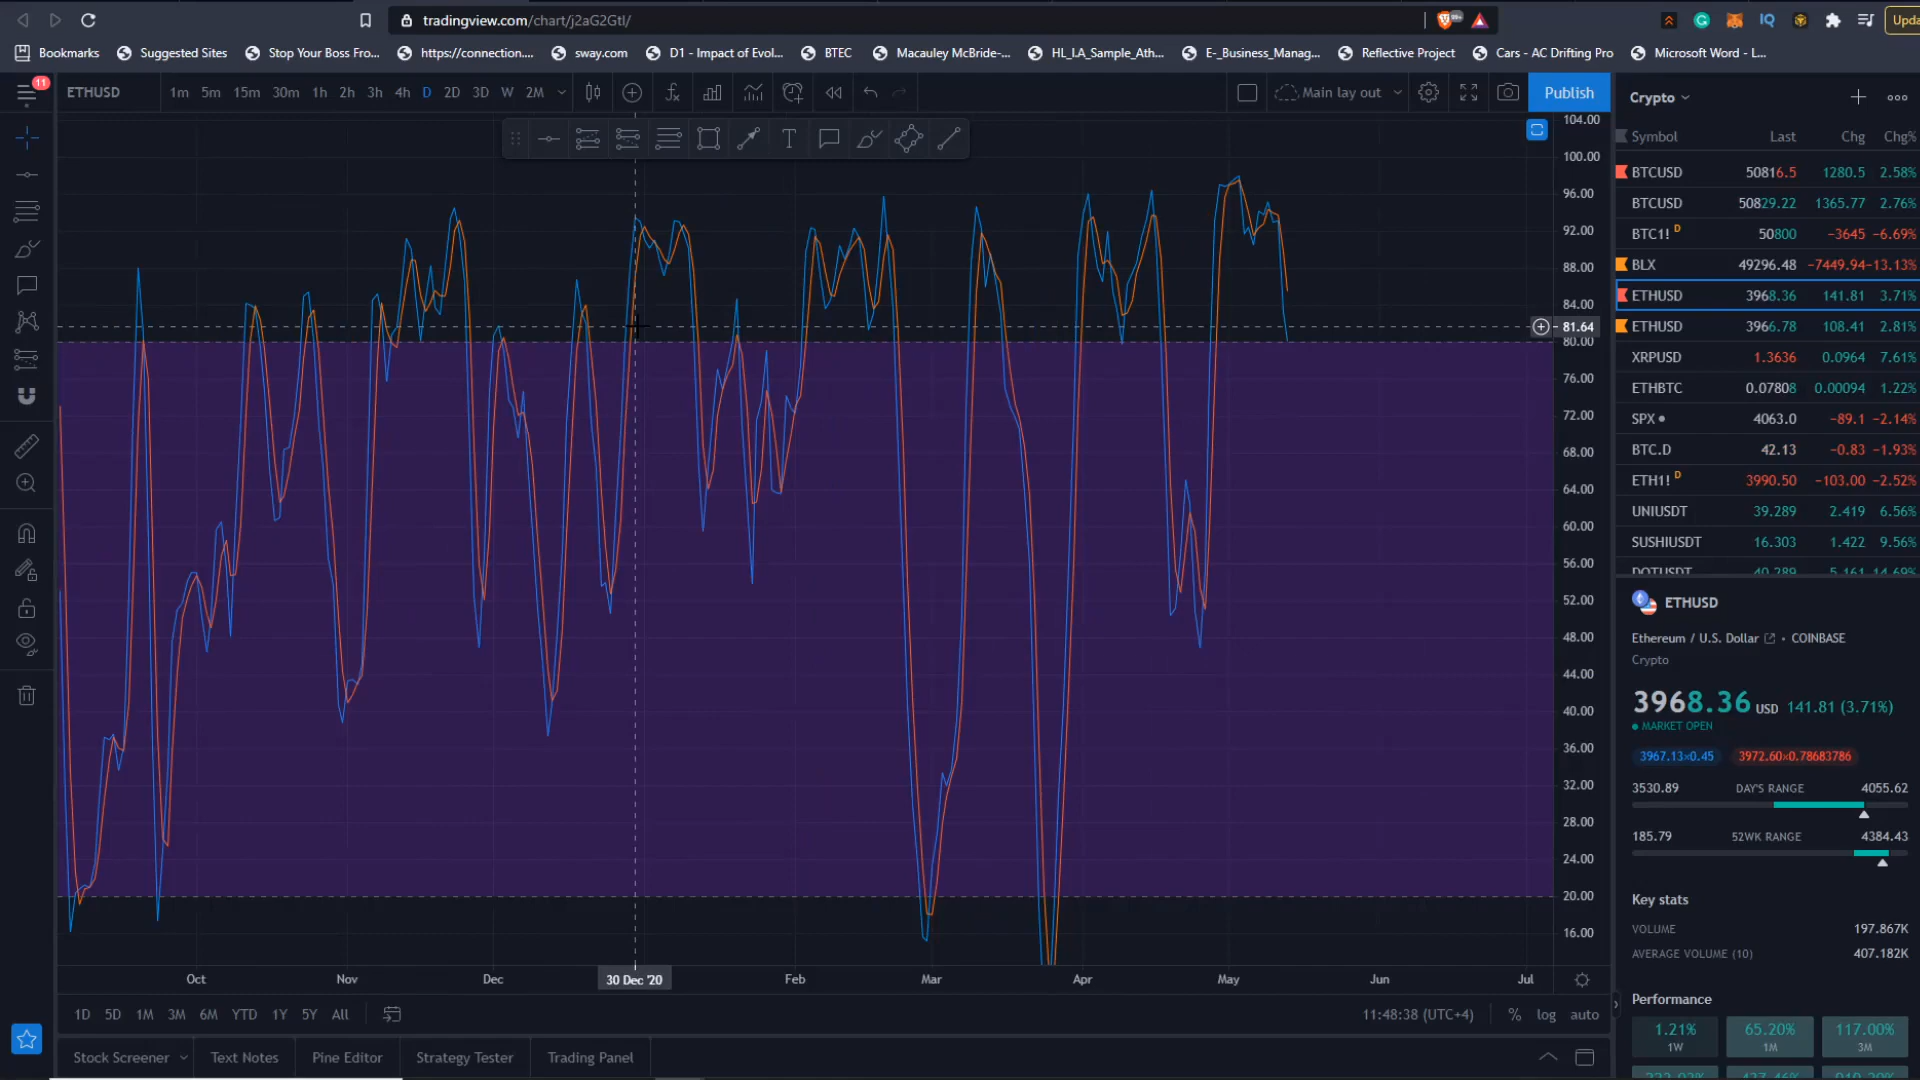 tradingview.com/chart/j2aG2Gtl/
Upda
Bookmarks Suggested Sites Stop Your Boss Fro... https://connection.... sway.com D1 - Impact of Evol... BTEC Macauley McBride-... HL_I.A_Sample_Ath... E-_Business_Manag... Reflective Project Cars - AC Drifting Pro Microsoft Word - L...
11
ETHUSD 1m 5m 15m 30m 1h 2h 3h 4h D 2D 3D W 2M Main lay out Publish
Crypto
Symbol Last Chg Chg%
BTCUSD 50816.5 1280.5 2.58%
BTCUSD 50829.22 1365.77 2.76%
BTC1! D 50800 −3645 −6.69%
BLX 49296.48 −7449.94 −13.13%
ETHUSD 3968.36 141.81 3.71%
ETHUSD 3966.78 108.41 2.81%
XRPUSD 1.3636 0.0964 7.61%
ETHBTC 0.07808 0.00094 1.22%
SPX 4063.0 −89.1 −2.14%
BTC.D 42.13 −0.83 −1.93%
ETH1! D 3990.50 −103.00 −2.52%
UNIUSDT 39.289 2.419 6.56%
SUSHIUSDT 16.303 1.422 9.56%
DOTUSDT 40.289 5.161 14.69%
104.00
100.00
96.00
92.00
88.00
84.00
81.64
80.00
76.00
72.00
68.00
64.00
60.00
56.00
52.00
48.00
44.00
40.00
36.00
32.00
28.00
24.00
20.00
16.00
Oct Nov Dec 30 Dec '20 Feb Mar Apr May Jun Jul
1D 5D 1M 3M 6M YTD 1Y 5Y All 11:48:38 (UTC+4) % log auto
Stock Screener Text Notes Pine Editor Strategy Tester Trading Panel
ETHUSD
Ethereum / U.S. Dollar • COINBASE
Crypto
3968.36 USD 141.81 (3.71%)
MARKET OPEN
3967.13×0.45 3972.60×0.78683786
3530.89 DAY'S RANGE 4055.62
185.79 52WK RANGE 4384.43
Key stats
VOLUME 197.867K
AVERAGE VOLUME (10) 407.182K
Performance
1.21% 65.20% 117.00%
1W 1M 3M